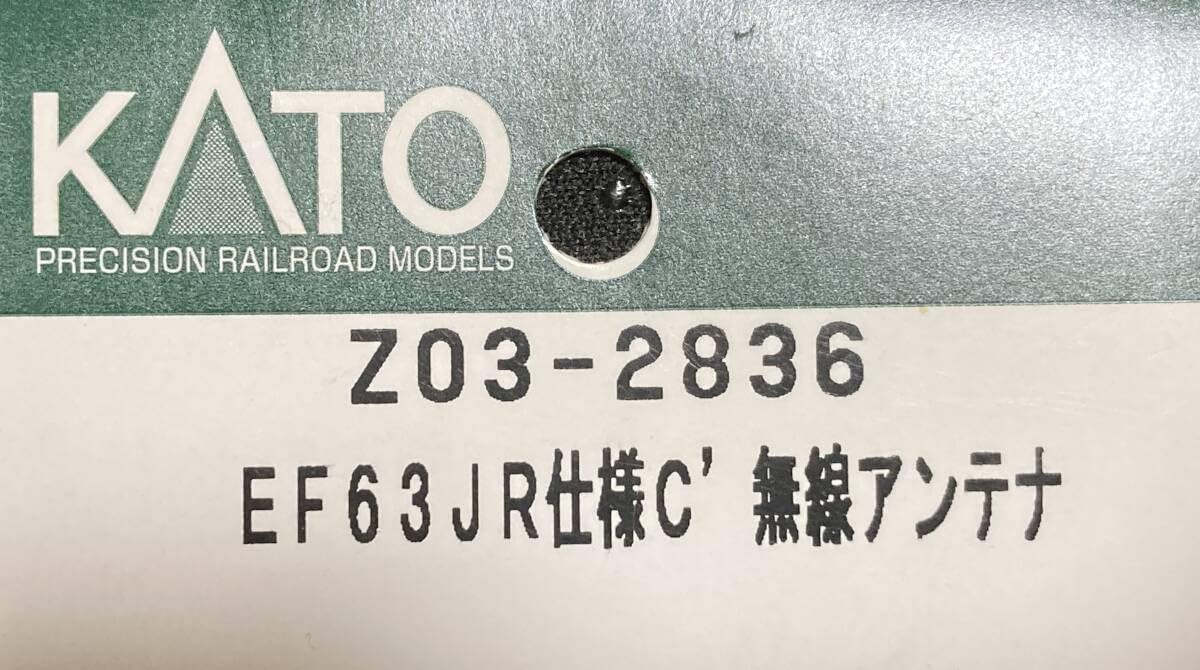 KATO
PRECISION RAILROAD MODELS
Z03-2836
EF63JR仕様C' 無線アンテナ